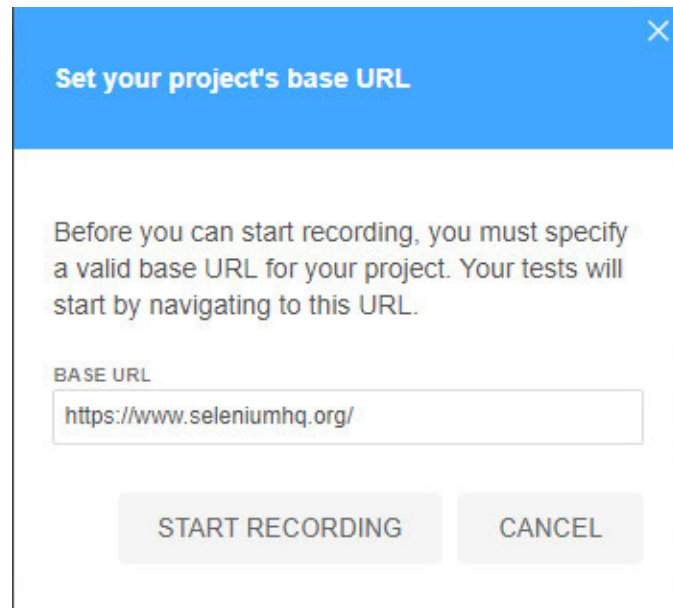 Set your project's base URL
Before you can start recording, you must specify
a valid base URL for your project. Your tests will
start by navigating to this URL.
BASE URL
https://www.seleniumhq.org/
START RECORDING CANCEL